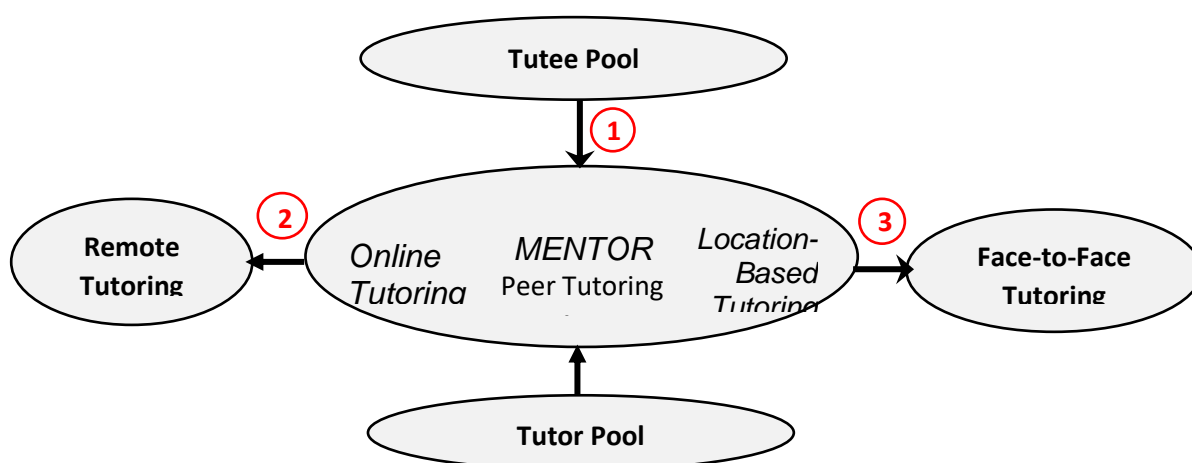 Tutee Pool
1
2
3
Remote
Tutoring
Online
Tutoring
MENTOR
Peer Tutoring
Location-
Based
Tutoring
Face-to-Face
Tutoring
Tutor Pool